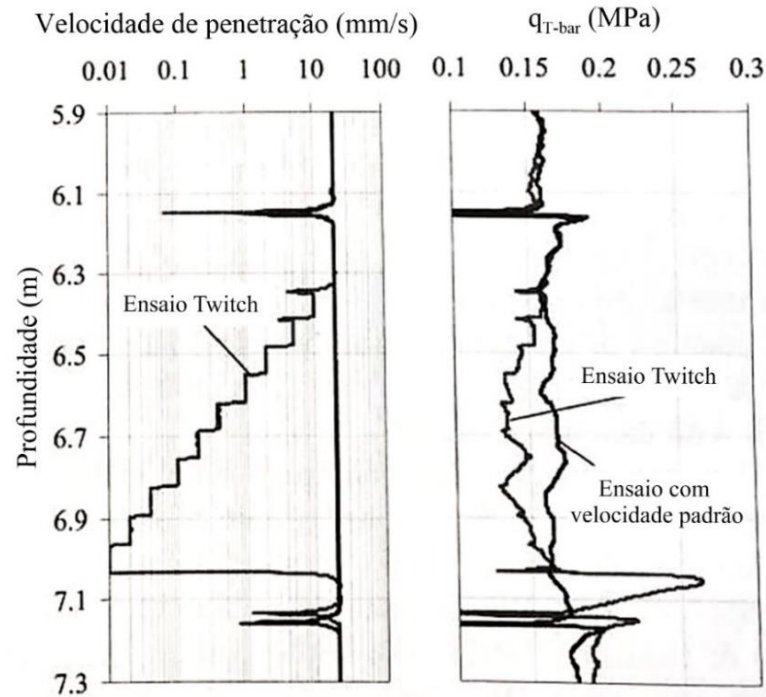 Velocidade de penetração (mm/s)
0.01 0.1 1 10 100
q_T-bar (MPa)
0.1 0.15 0.2 0.25 0.3
Profundidade (m)
5.9
6.1
6.3
6.5
6.7
6.9
7.1
7.3
Ensaio Twitch
Ensaio Twitch
Ensaio com
velocidade padrão